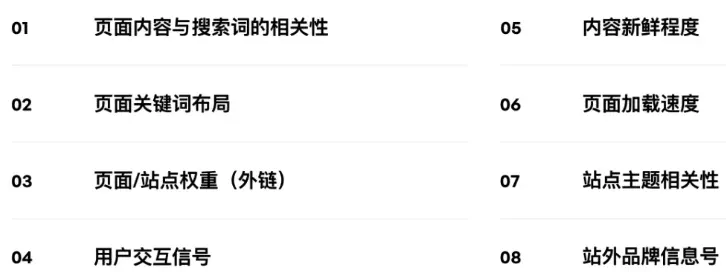 01 页面内容与搜索词的相关性
02 页面关键词布局
03 页面/站点权重（外链）
04 用户交互信号
05 内容新鲜程度
06 页面加载速度
07 站点主题相关性
08 站外品牌信息号